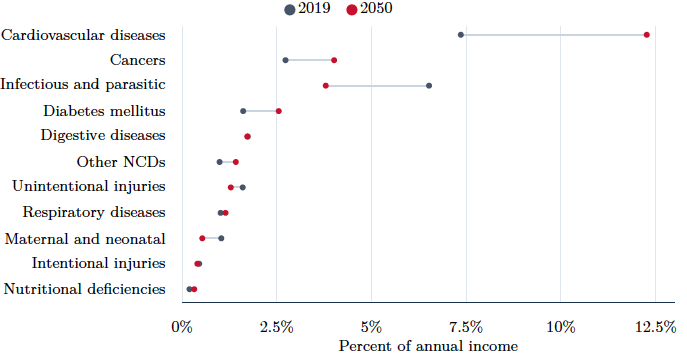 2019 2050
Cardiovascular diseases
Cancers
Infectious and parasitic
Diabetes mellitus
Digestive diseases
Other NCDs
Unintentional injuries
Respiratory diseases
Maternal and neonatal
Intentional injuries
Nutritional deficiencies
0% 2.5% 5% 7.5% 10% 12.5%
Percent of annual income